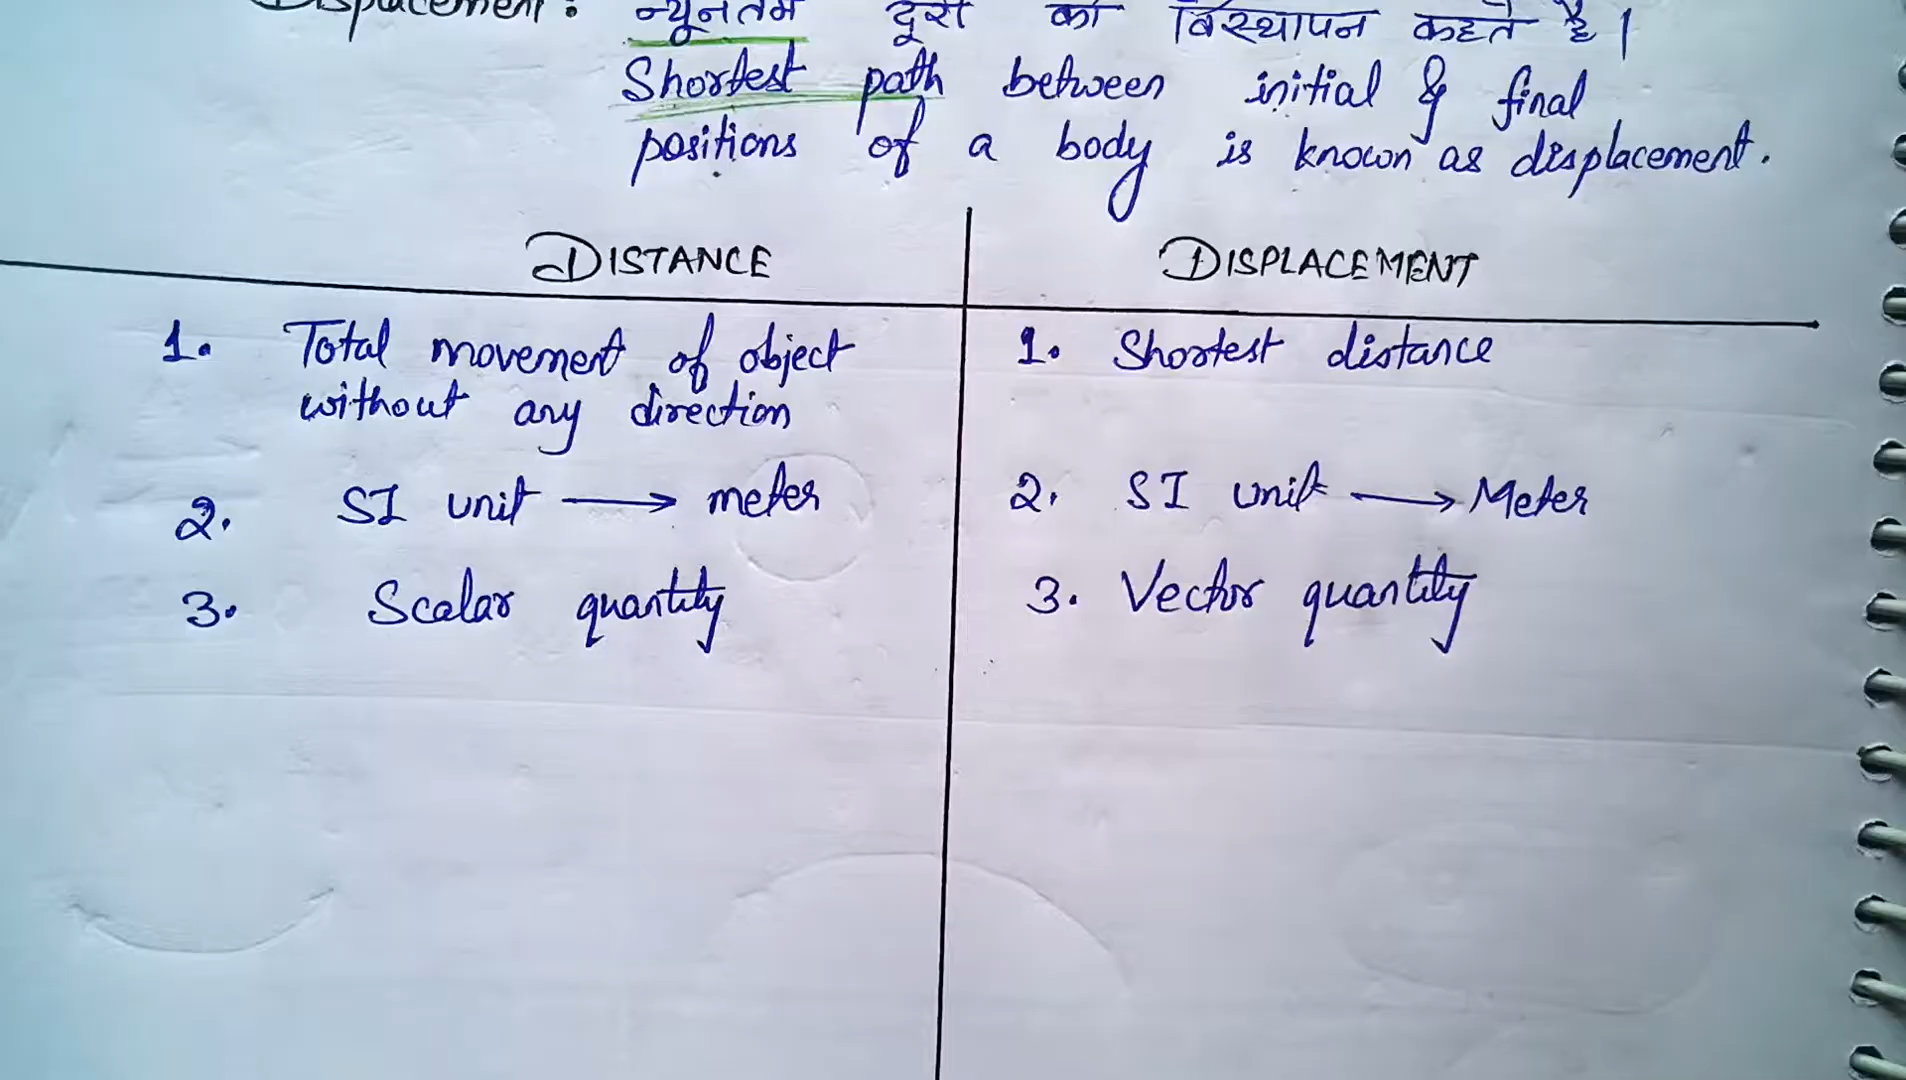 Displacement: न्यूनतम दूरी को विस्थापन कहते है।
Shortest path between initial & final
positions of a body is known as displacement.
DISTANCE DISPLACEMENT
1. Total movement of object 1. Shortest distance
without any direction
2. SI unit → meter 2. SI unit → Meter
3. Scalar quantity 3. Vector quantity